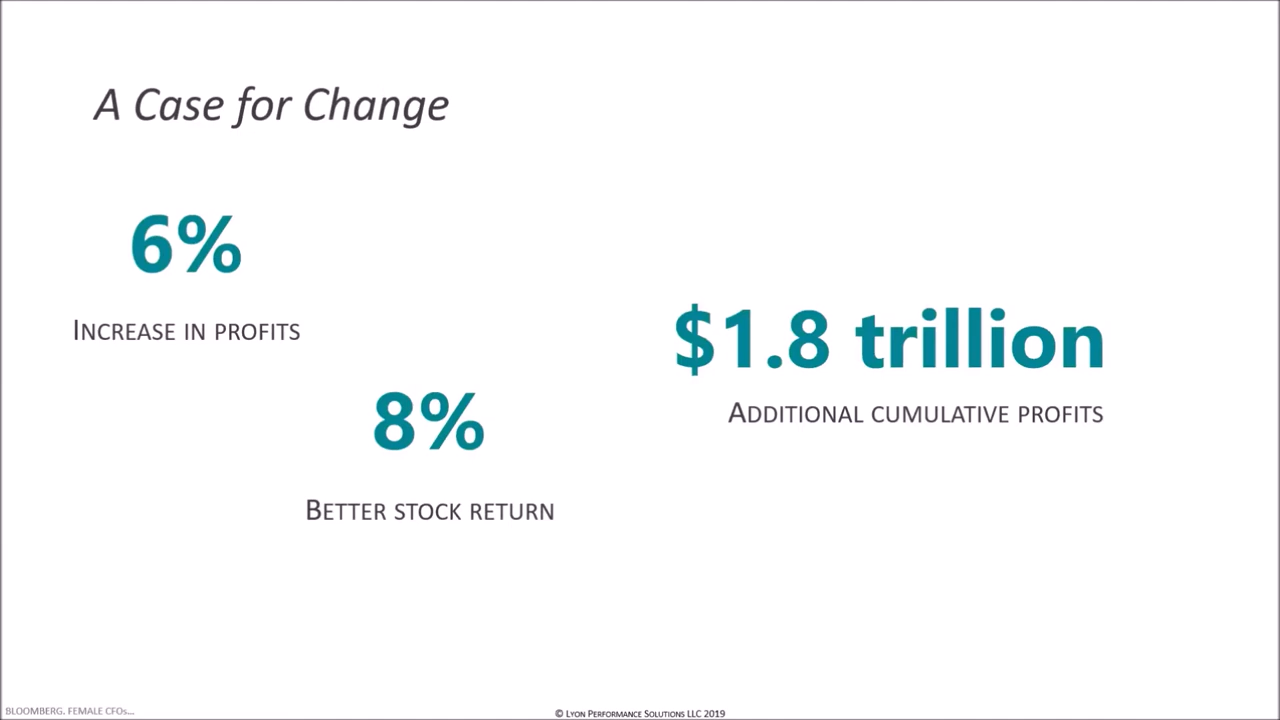 A Case for Change
6%
INCREASE IN PROFITS
8%
BETTER STOCK RETURN
$1.8 trillion
ADDITIONAL CUMULATIVE PROFITS
BLOOMBERG. FEMALE CFOs...
© LYON PERFORMANCE SOLUTIONS LLC 2019